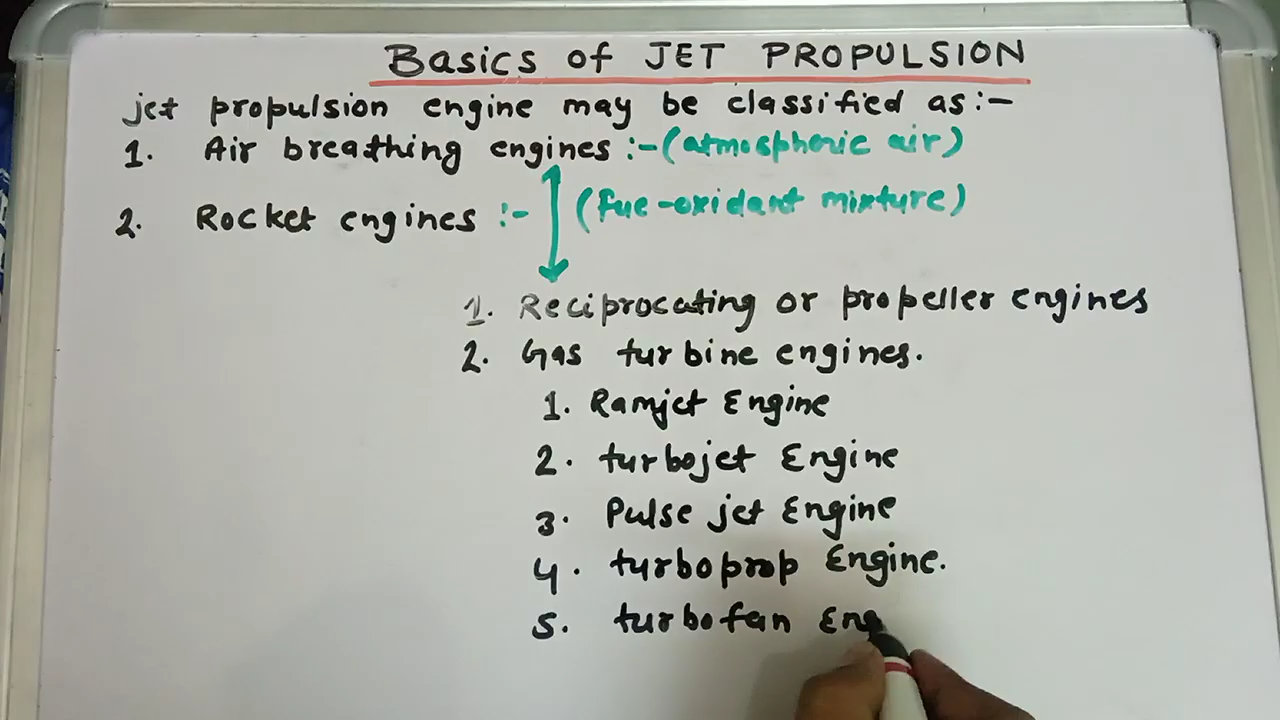 Basics of JET PROPULSION
jet propulsion engine may be classified as:-
1. Air breathing engines :- (atmospheric air)
2. Rocket engines :- (fue-oxidant mixture)
1. Reciprocating or propeller engines
2. Gas turbine engines.
1. Ramjet Engine
2. turbojet Engine
3. Pulse jet Engine
4. turboprop Engine.
5. turbofan Eng